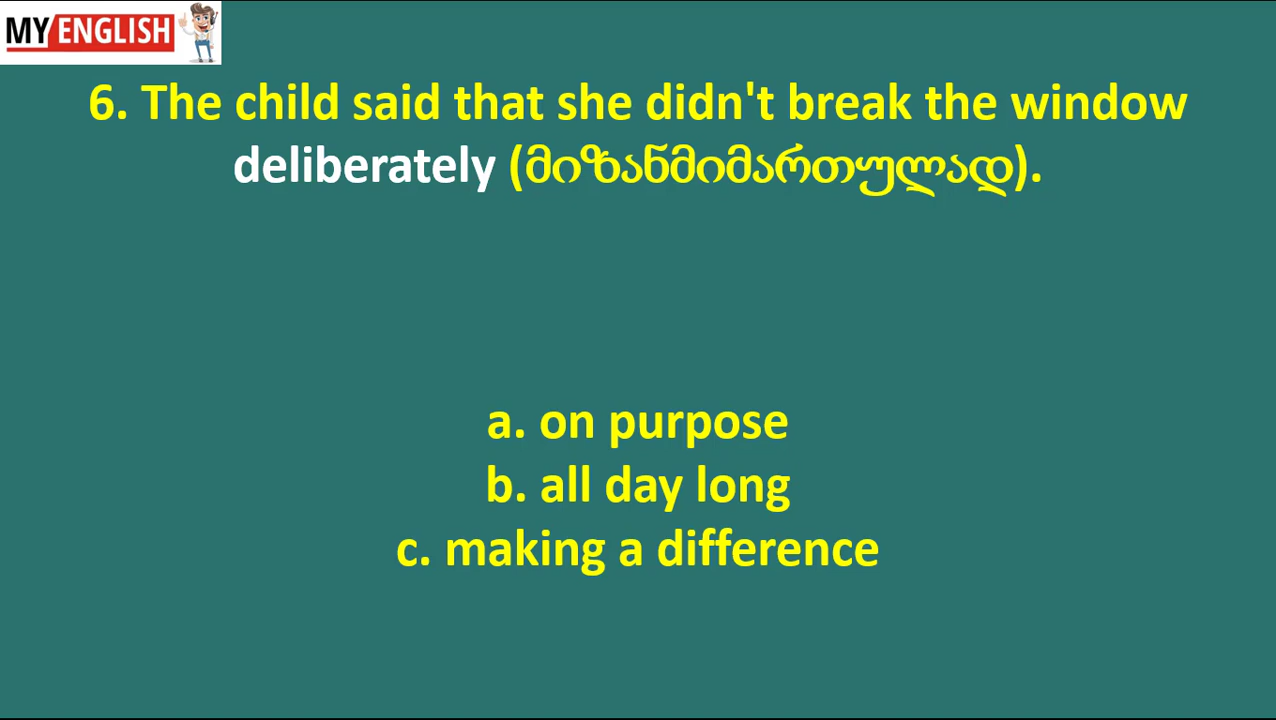 MY ENGLISH
6. The child said that she didn't break the window
deliberately (მიზანმიმართულად).
a. on purpose
b. all day long
c. making a difference